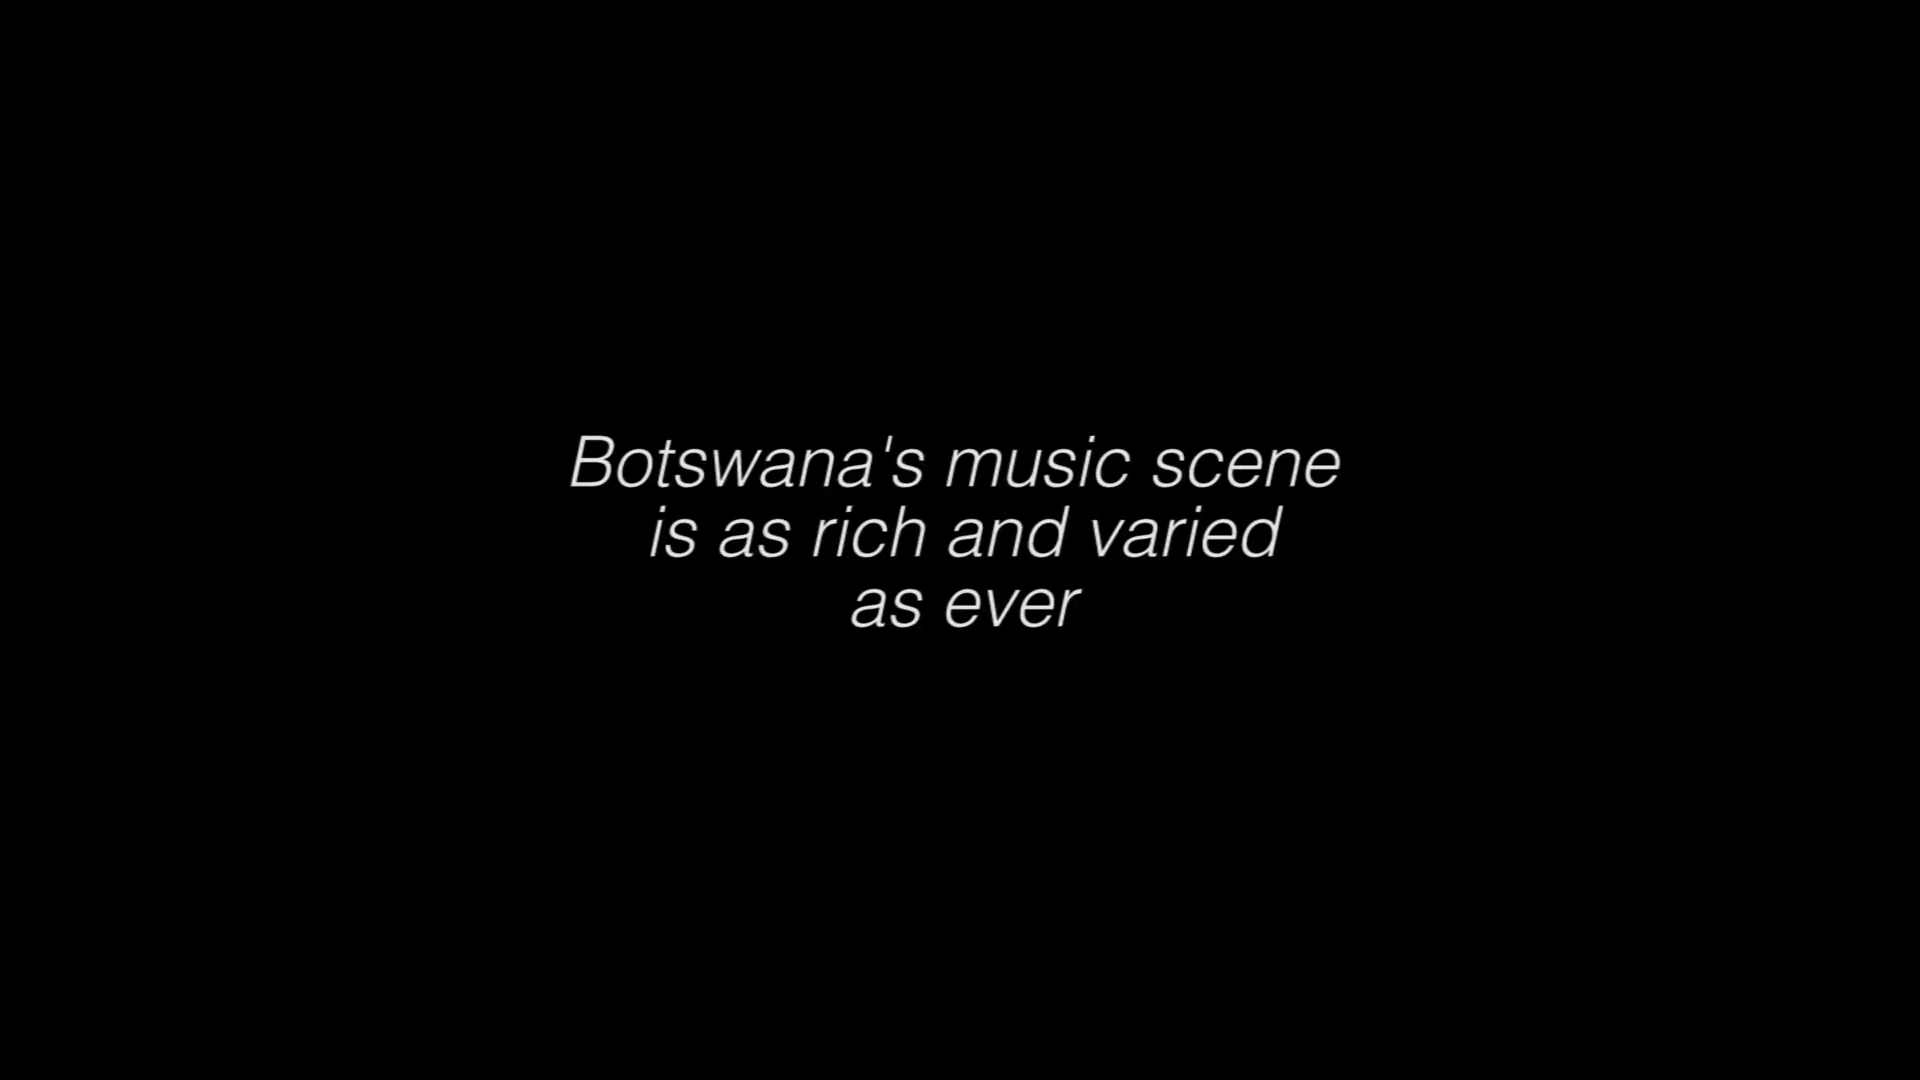 Botswana's music scene
is as rich and varied
as ever